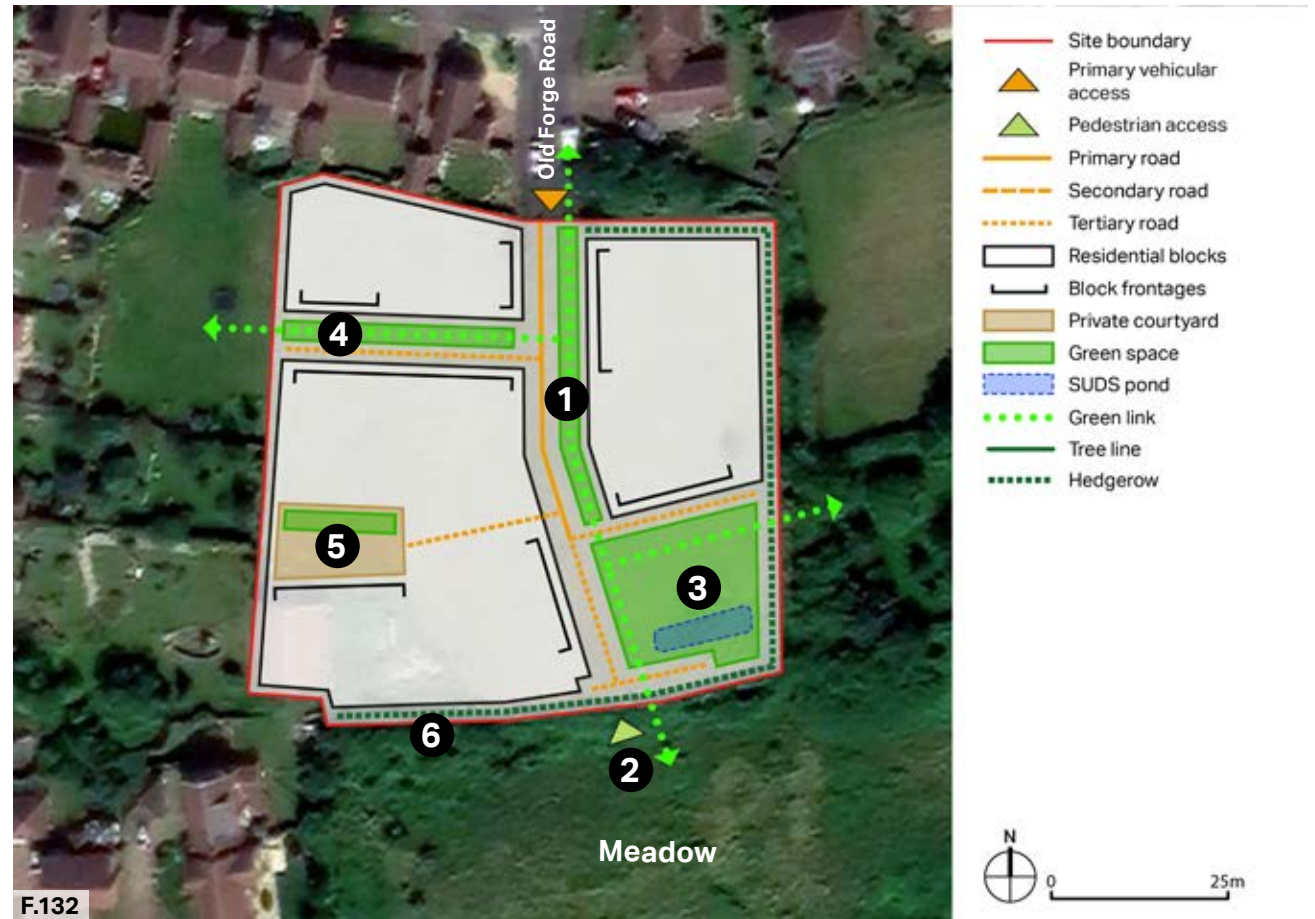 Old Forge Road
1
4
5
3
6
2
Meadow
F.132
Site boundary
Primary vehicular
access
Pedestrian access
Primary road
Secondary road
Tertiary road
Residential blocks
Block frontages
Private courtyard
Green space
SUDS pond
Green link
Tree line
Hedgerow
N
0
25m